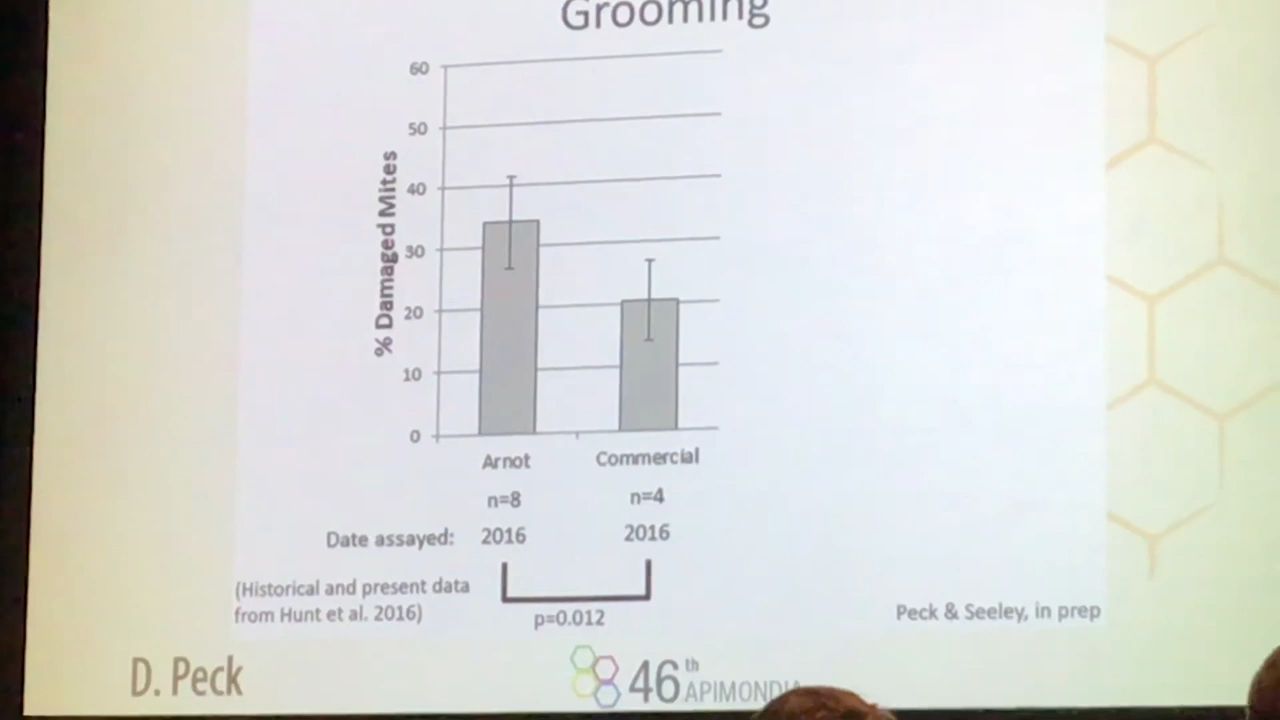 Grooming
60
50
40
30
20
10
0
% Damaged Mites
Arnot Commercial
n=8 n=4
Date assayed: 2016 2016
(Historical and present data
from Hunt et al. 2016)
p=0.012
Peck & Seeley, in prep
D. Peck
46th APIMONDIA